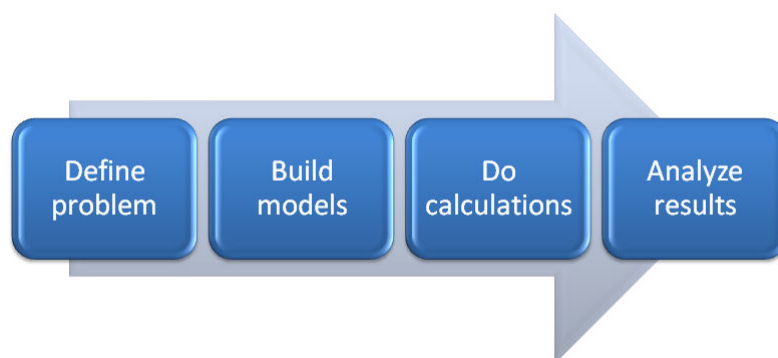 Define
problem
Build
models
Do
calculations
Analyze
results